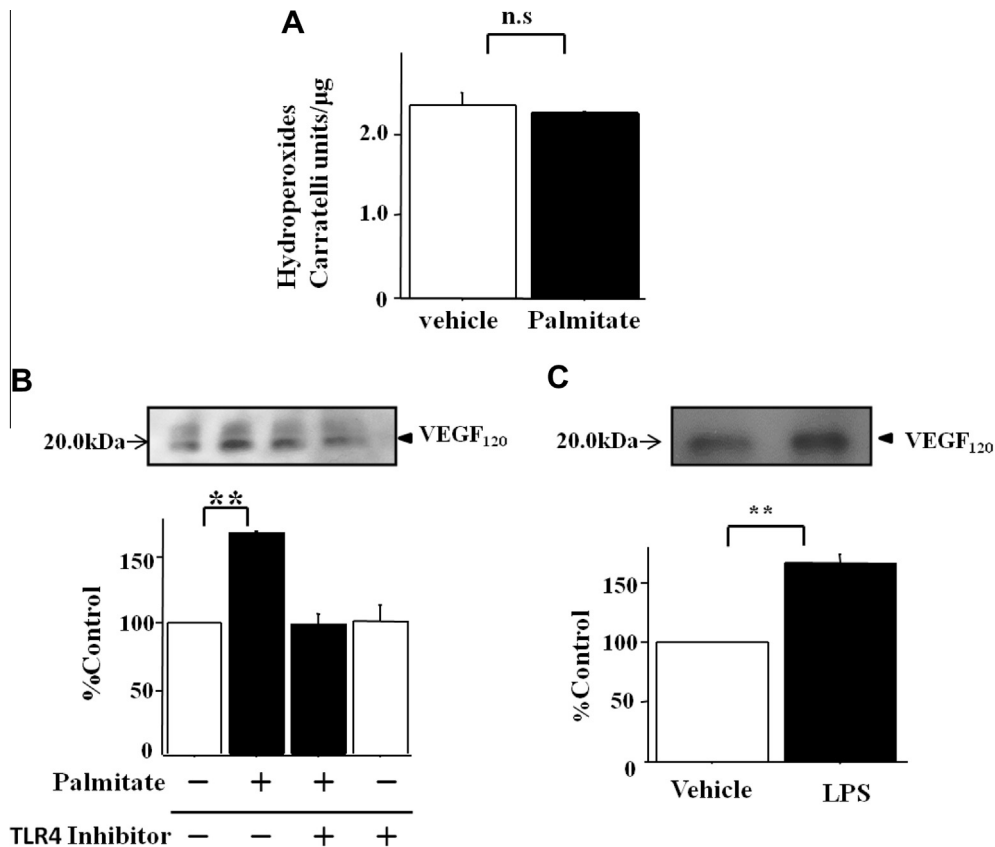 A
n.s
Hydroperoxides
Carratelli units/µg
2.0
1.0
0
vehicle Palmitate
B
20.0kDa VEGF120
**
%Control
150
100
50
0
Palmitate − + + −
TLR4 Inhibitor − − + +
C
20.0kDa VEGF120
**
%Control
150
100
50
0
Vehicle LPS